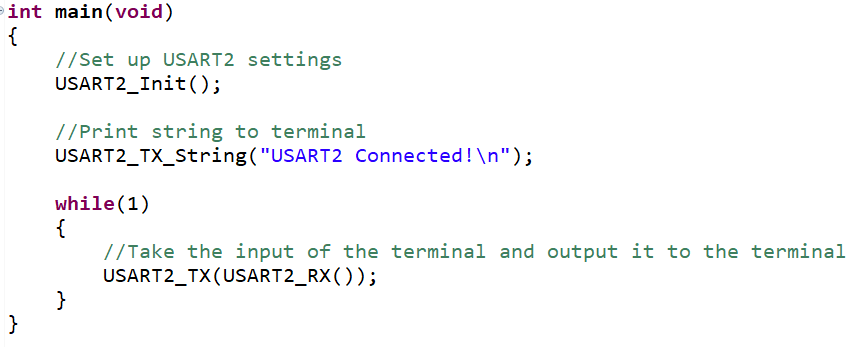 int main(void)
{
    //Set up USART2 settings
    USART2_Init();

    //Print string to terminal
    USART2_TX_String("USART2 Connected!\n");

    while(1)
    {
        //Take the input of the terminal and output it to the terminal
        USART2_TX(USART2_RX());
    }
}